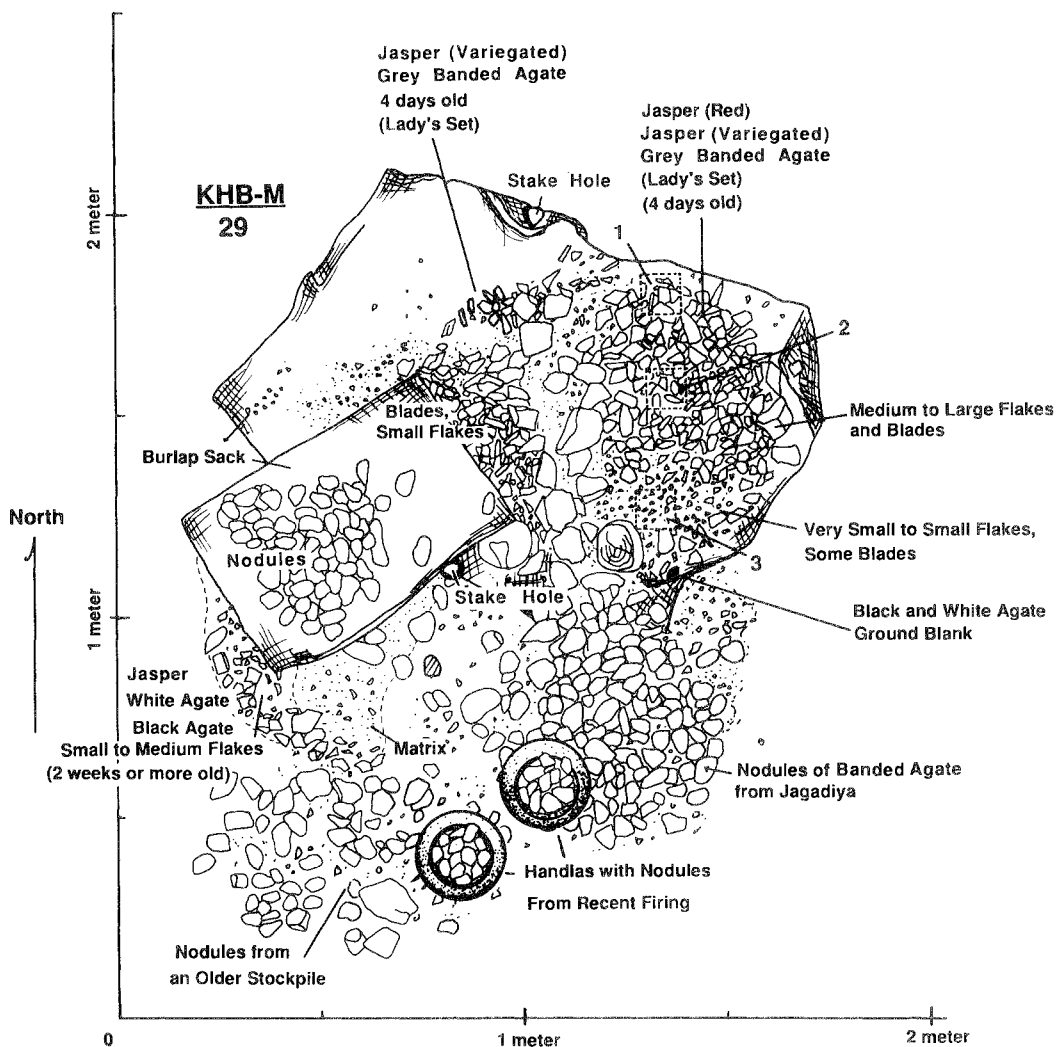 Jasper (Variegated)
Grey Banded Agate
4 days old
(Lady's Set)
Jasper (Red)
Jasper (Variegated)
Grey Banded Agate
(Lady's Set)
(4 days old)
KHB-M
29
Stake Hole
1
2
2 meter
Blades,
Small Flakes
Medium to Large Flakes
and Blades
Burlap Sack
North
Nodules
Very Small to Small Flakes,
Some Blades
3
Stake Hole
Black and White Agate
Ground Blank
1 meter
Jasper
White Agate
Black Agate
Small to Medium Flakes
(2 weeks or more old)
Matrix
Nodules of Banded Agate
from Jagadiya
Handlas with Nodules
From Recent Firing
Nodules from
an Older Stockpile
0
1 meter
2 meter